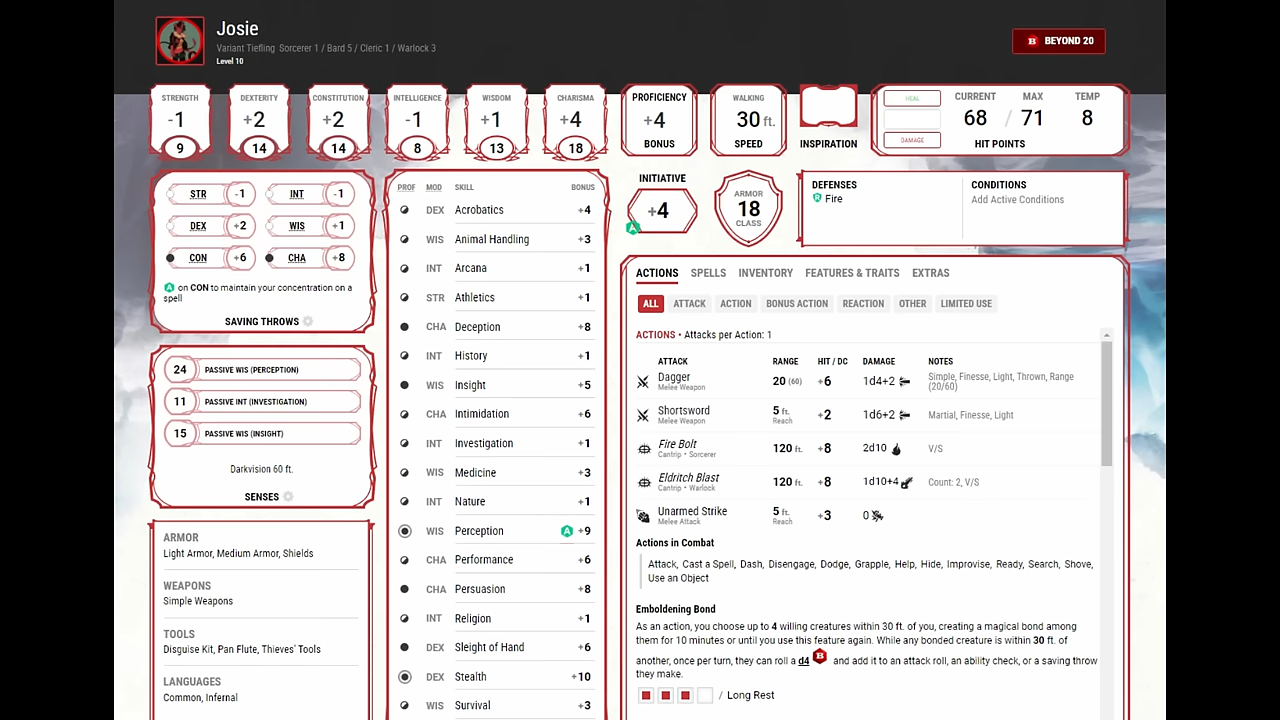 Josie
Variant Tiefling Sorcerer 1 / Bard 5 / Cleric 1 / Warlock 3
Level 10
BEYOND 20
STRENGTH
-1
9
DEXTERITY
+2
14
CONSTITUTION
+2
14
INTELLIGENCE
-1
8
WISDOM
+1
13
CHARISMA
+4
18
PROFICIENCY
+4
BONUS
WALKING
30 ft.
SPEED
INSPIRATION
HEAL
DAMAGE
CURRENT MAX TEMP
68 / 71 8
HIT POINTS
STR -1 INT -1
DEX +2 WIS +1
CON +6 CHA +8
A on CON to maintain your concentration on a
spell
SAVING THROWS
24 PASSIVE WIS (PERCEPTION)
11 PASSIVE INT (INVESTIGATION)
15 PASSIVE WIS (INSIGHT)
Darkvision 60 ft.
SENSES
ARMOR
Light Armor, Medium Armor, Shields
WEAPONS
Simple Weapons
TOOLS
Disguise Kit, Pan Flute, Thieves' Tools
LANGUAGES
Common, Infernal
PROF MOD SKILL BONUS
DEX Acrobatics +4
WIS Animal Handling +3
INT Arcana +1
STR Athletics +1
CHA Deception +8
INT History +1
WIS Insight +5
CHA Intimidation +6
INT Investigation +1
WIS Medicine +3
INT Nature +1
WIS Perception A +9
CHA Performance +6
CHA Persuasion +8
INT Religion +1
DEX Sleight of Hand +6
DEX Stealth +10
WIS Survival +3
INITIATIVE
+4
A
ARMOR
18
CLASS
DEFENSES
R Fire
CONDITIONS
Add Active Conditions
ACTIONS SPELLS INVENTORY FEATURES & TRAITS EXTRAS
ALL ATTACK ACTION BONUS ACTION REACTION OTHER LIMITED USE
ACTIONS • Attacks per Action: 1
ATTACK RANGE HIT / DC DAMAGE NOTES
Dagger 20 (60) +6 1d4+2 Simple, Finesse, Light, Thrown, Range
Melee Weapon (20/60)
Shortsword 5 ft. +2 1d6+2 Martial, Finesse, Light
Melee Weapon Reach
Fire Bolt 120 ft. +8 2d10 V/S
Cantrip • Sorcerer
Eldritch Blast 120 ft. +8 1d10+4 Count: 2, V/S
Cantrip • Warlock
Unarmed Strike 5 ft. +3 0
Melee Attack Reach
Actions in Combat
Attack, Cast a Spell, Dash, Disengage, Dodge, Grapple, Help, Hide, Improvise, Ready, Search, Shove,
Use an Object
Emboldening Bond
As an action, you choose up to 4 willing creatures within 30 ft. of you, creating a magical bond among
them for 10 minutes or until you use this feature again. While any bonded creature is within 30 ft. of
another, once per turn, they can roll a d4 and add it to an attack roll, an ability check, or a saving throw
they make.
/ Long Rest